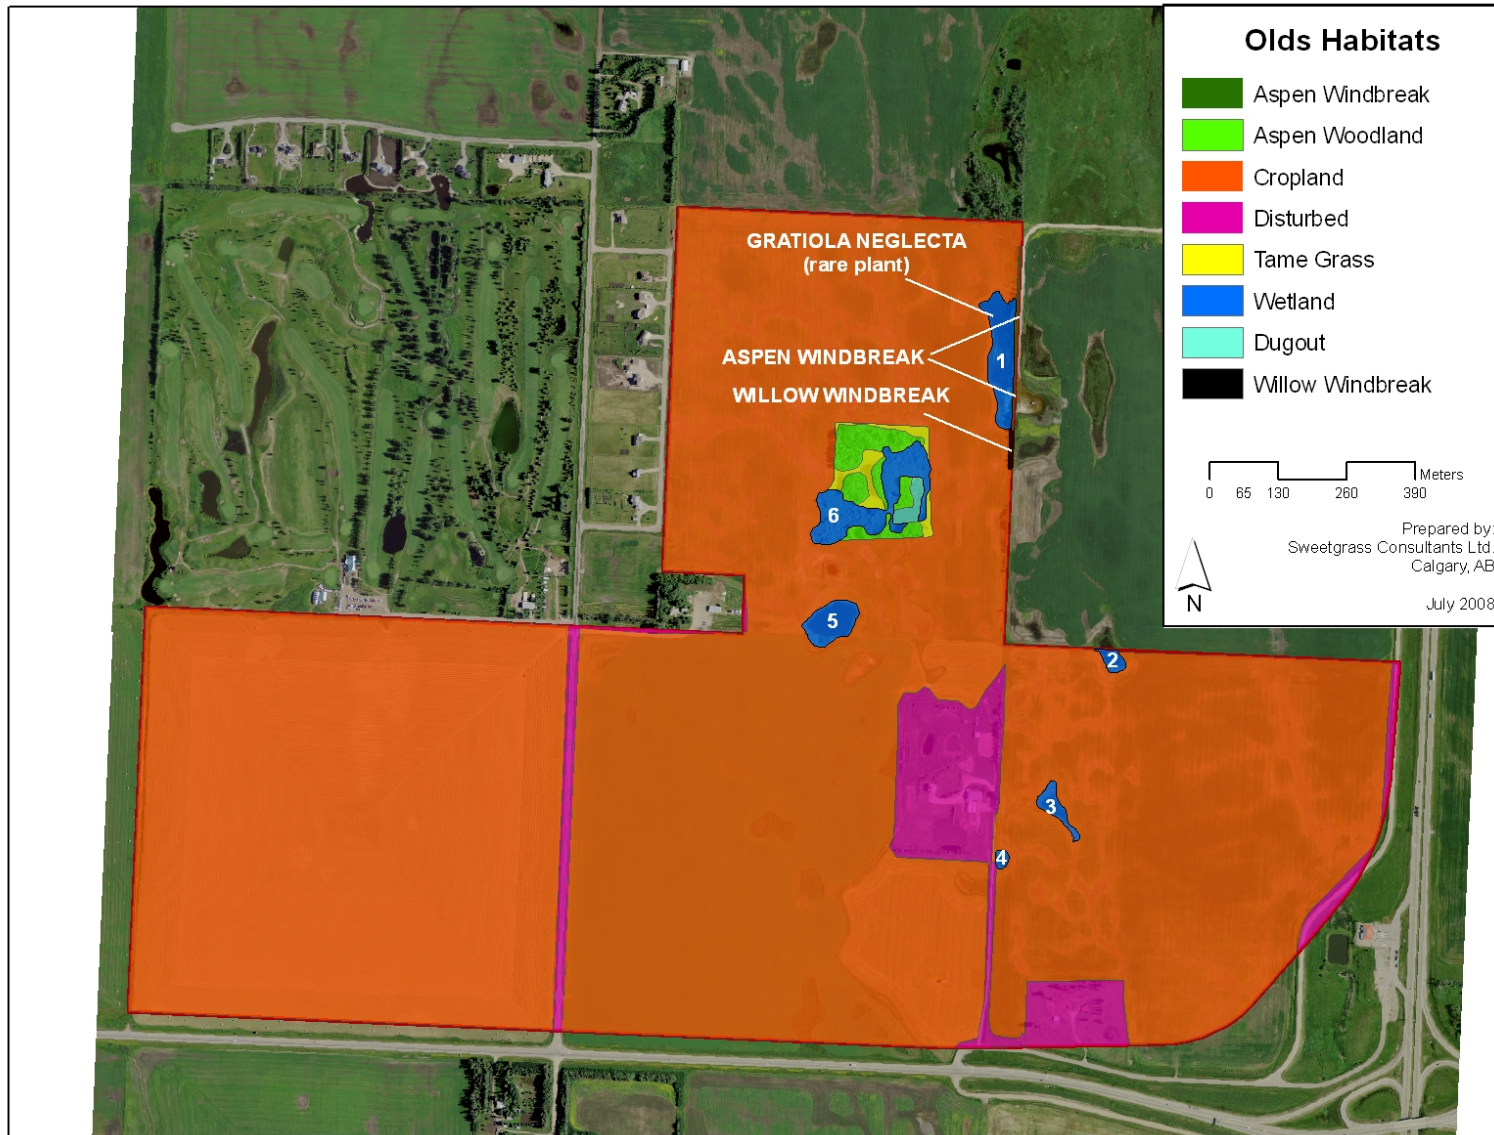 Olds Habitats
Aspen Windbreak
Aspen Woodland
Cropland
Disturbed
Tame Grass
Wetland
Dugout
Willow Windbreak
Meters
0 65 130 260 390
Prepared by:
Sweetgrass Consultants Ltd.
Calgary, AB
N
July 2008
GRATIOLA NEGLECTA
(rare plant)
ASPEN WINDBREAK
1
WILLOW WINDBREAK
6
5
2
3
4